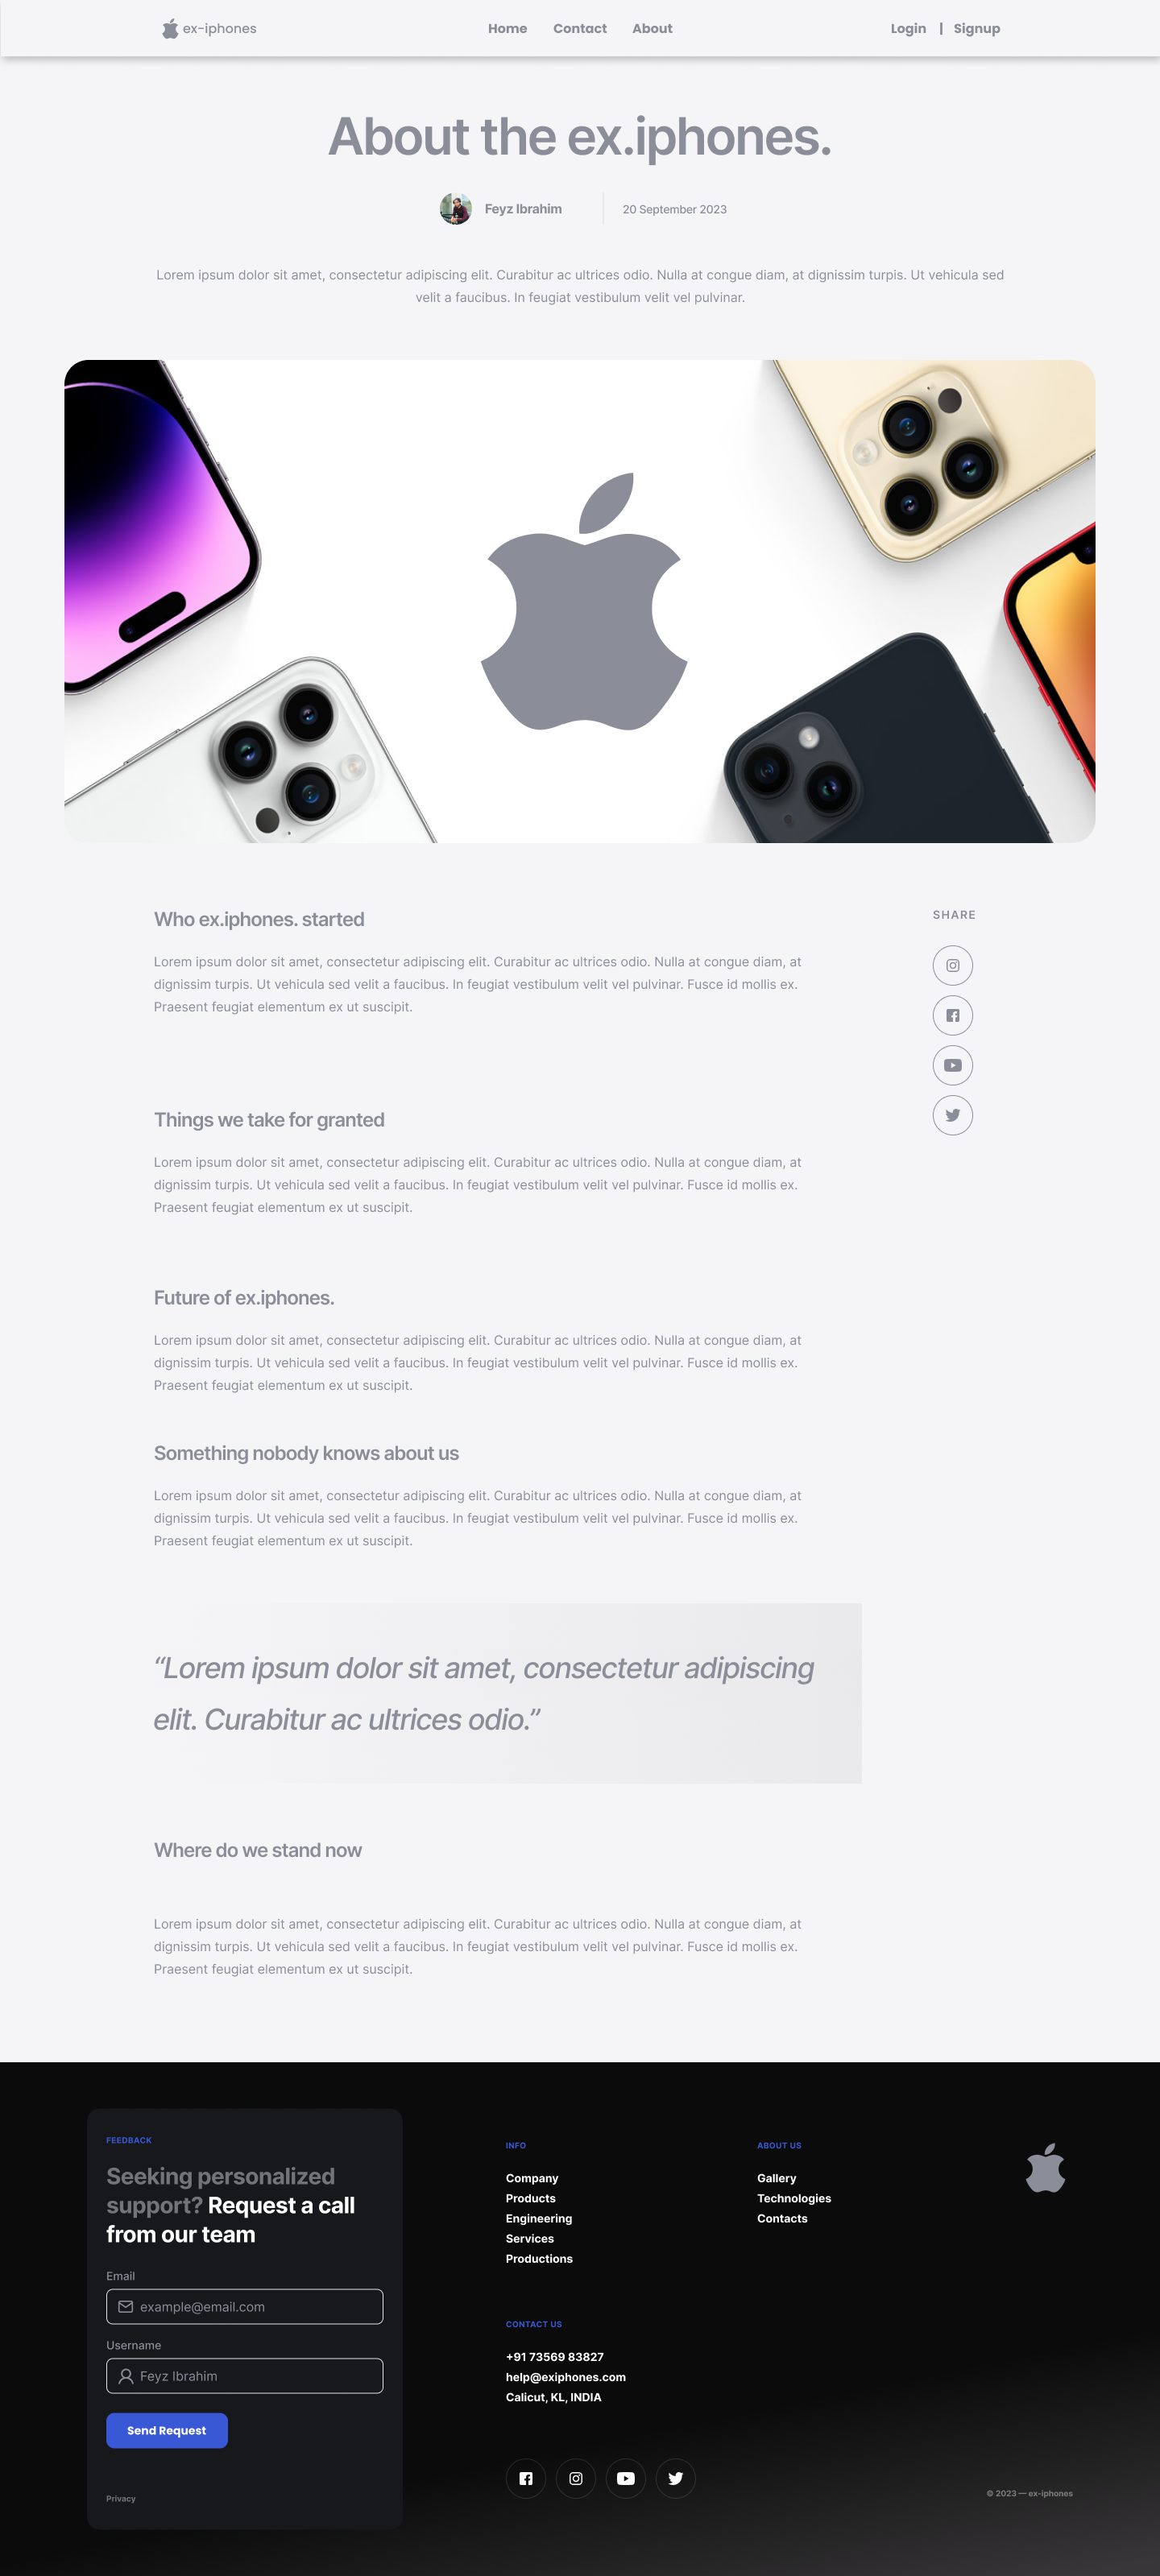 ex-iphones
Home Contact About
Login | Signup
About the ex.iphones.
Feyz Ibrahim
20 September 2023
Lorem ipsum dolor sit amet, consectetur adipiscing elit. Curabitur ac ultrices odio. Nulla at congue diam, at dignissim turpis. Ut vehicula sed
velit a faucibus. In feugiat vestibulum velit vel pulvinar.
Who ex.iphones. started
Lorem ipsum dolor sit amet, consectetur adipiscing elit. Curabitur ac ultrices odio. Nulla at congue diam, at
dignissim turpis. Ut vehicula sed velit a faucibus. In feugiat vestibulum velit vel pulvinar. Fusce id mollis ex.
Praesent feugiat elementum ex ut suscipit.
SHARE
Things we take for granted
Lorem ipsum dolor sit amet, consectetur adipiscing elit. Curabitur ac ultrices odio. Nulla at congue diam, at
dignissim turpis. Ut vehicula sed velit a faucibus. In feugiat vestibulum velit vel pulvinar. Fusce id mollis ex.
Praesent feugiat elementum ex ut suscipit.
Future of ex.iphones.
Lorem ipsum dolor sit amet, consectetur adipiscing elit. Curabitur ac ultrices odio. Nulla at congue diam, at
dignissim turpis. Ut vehicula sed velit a faucibus. In feugiat vestibulum velit vel pulvinar. Fusce id mollis ex.
Praesent feugiat elementum ex ut suscipit.
Something nobody knows about us
Lorem ipsum dolor sit amet, consectetur adipiscing elit. Curabitur ac ultrices odio. Nulla at congue diam, at
dignissim turpis. Ut vehicula sed velit a faucibus. In feugiat vestibulum velit vel pulvinar. Fusce id mollis ex.
Praesent feugiat elementum ex ut suscipit.
“Lorem ipsum dolor sit amet, consectetur adipiscing
elit. Curabitur ac ultrices odio.”
Where do we stand now
Lorem ipsum dolor sit amet, consectetur adipiscing elit. Curabitur ac ultrices odio. Nulla at congue diam, at
dignissim turpis. Ut vehicula sed velit a faucibus. In feugiat vestibulum velit vel pulvinar. Fusce id mollis ex.
Praesent feugiat elementum ex ut suscipit.
FEEDBACK
Seeking personalized
support? Request a call
from our team
Email
example@email.com
Username
Feyz Ibrahim
Send Request
Privacy
INFO
Company
Products
Engineering
Services
Productions
ABOUT US
Gallery
Technologies
Contacts
CONTACT US
+91 73569 83827
help@exiphones.com
Calicut, KL, INDIA
© 2023 — ex-iphones